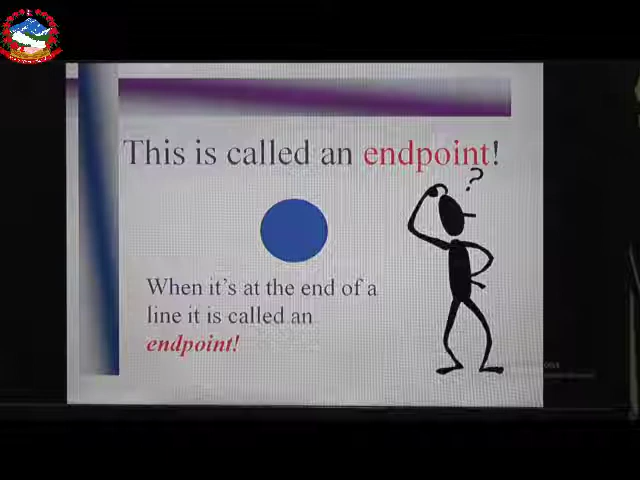 This is called an endpoint!
?
When it's at the end of a
line it is called an
endpoint!